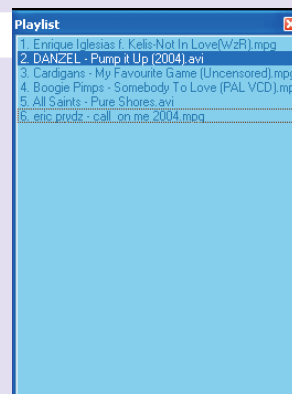 Playlist
1. Enrique Iglesias f. Kelis-Not In Love(WzR).mpg
2. DANZEL - Pump it Up (2004).avi
3. Cardigans - My Favourite Game (Uncensored).mpg
4. Boogie Pimps - Somebody To Love (PAL VCD).mp
5. All Saints - Pure Shores.avi
6. eric prydz - call on me 2004.mpg